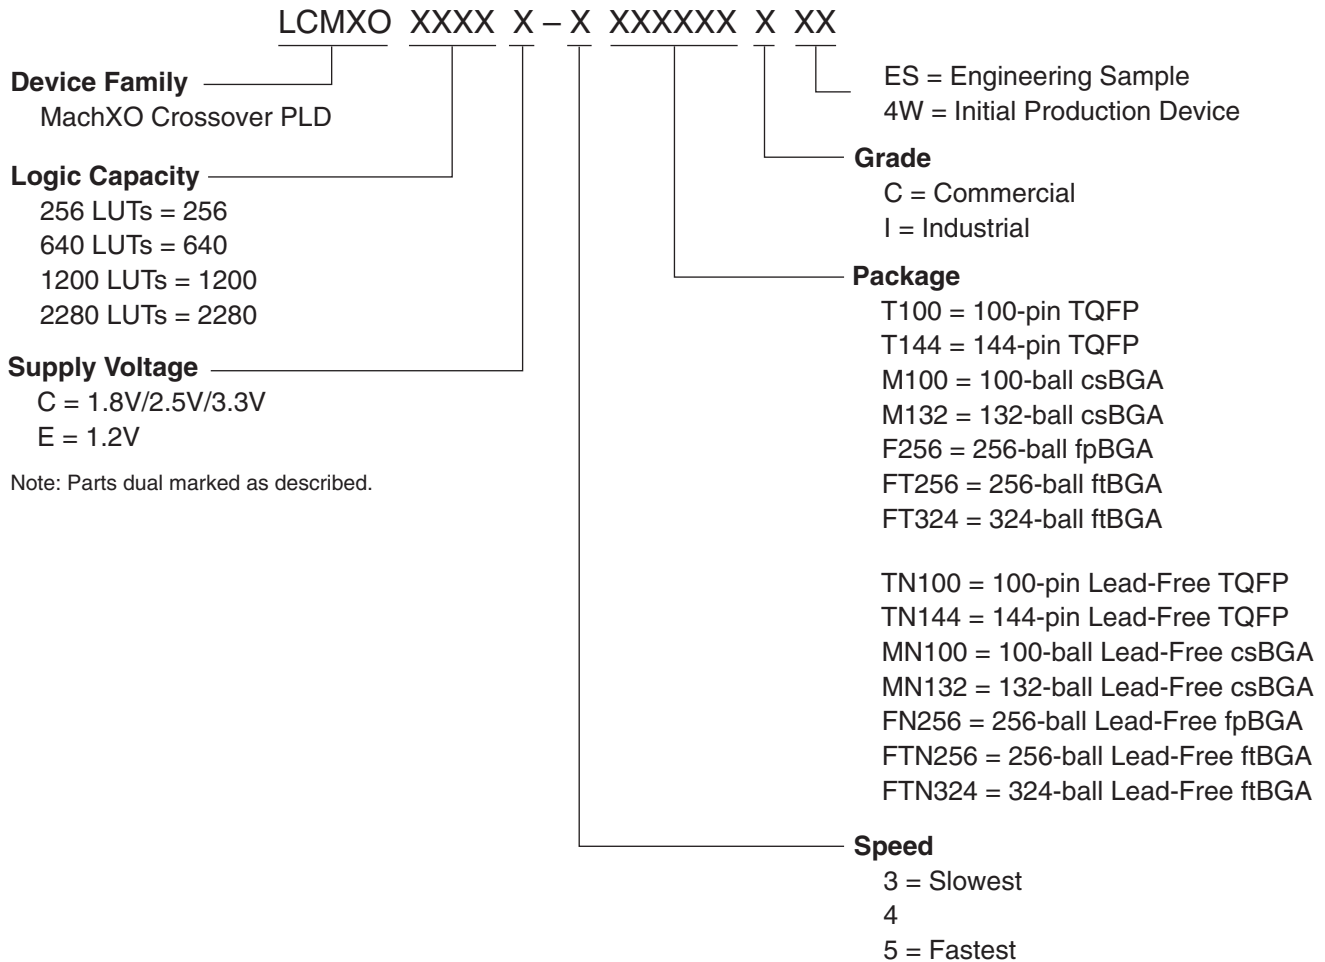 LCMXO XXXX X – X XXXXXX X XX
Device Family
MachXO Crossover PLD
Logic Capacity
256 LUTs = 256
640 LUTs = 640
1200 LUTs = 1200
2280 LUTs = 2280
Supply Voltage
C = 1.8V/2.5V/3.3V
E = 1.2V
Note: Parts dual marked as described.
ES = Engineering Sample
4W = Initial Production Device
Grade
C = Commercial
I = Industrial
Package
T100 = 100-pin TQFP
T144 = 144-pin TQFP
M100 = 100-ball csBGA
M132 = 132-ball csBGA
F256 = 256-ball fpBGA
FT256 = 256-ball ftBGA
FT324 = 324-ball ftBGA
TN100 = 100-pin Lead-Free TQFP
TN144 = 144-pin Lead-Free TQFP
MN100 = 100-ball Lead-Free csBGA
MN132 = 132-ball Lead-Free csBGA
FN256 = 256-ball Lead-Free fpBGA
FTN256 = 256-ball Lead-Free ftBGA
FTN324 = 324-ball Lead-Free ftBGA
Speed
3 = Slowest
4
5 = Fastest